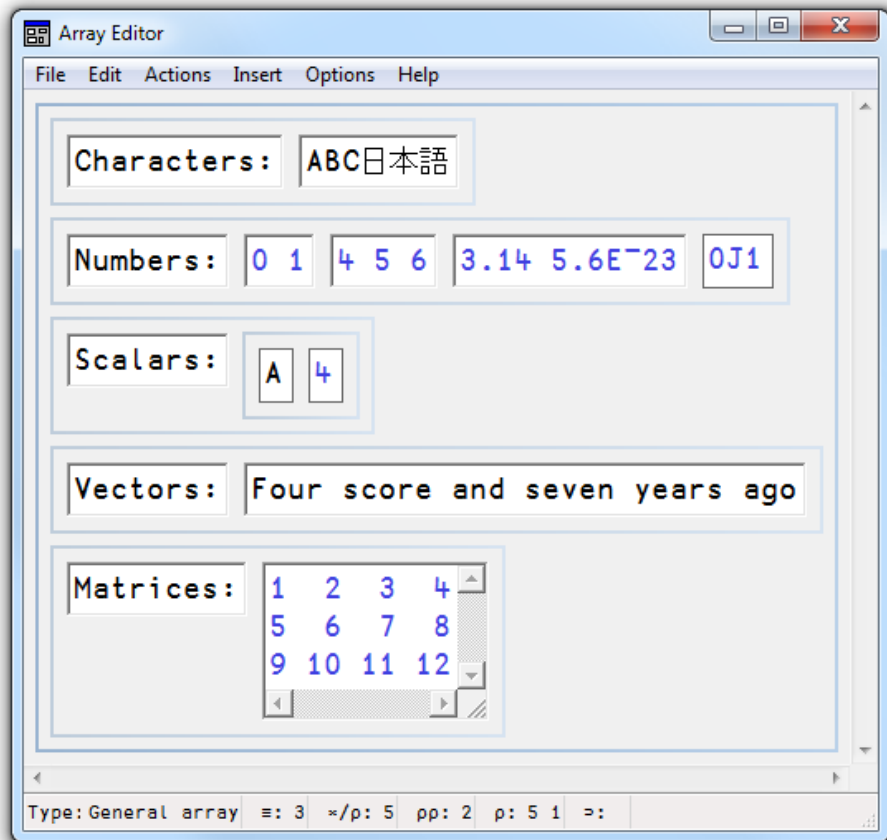 Array Editor
File Edit Actions Insert Options Help
Characters: ABC日本語
Numbers: 0 1 4 5 6 3.14 5.6E¯23 0J1
Scalars: A 4
Vectors: Four score and seven years ago
Matrices: 1 2 3 4
5 6 7 8
9 10 11 12
Type: General array ≡: 3 ×/⍴: 5 ⍴⍴: 2 ⍴: 5 1 ⊃: